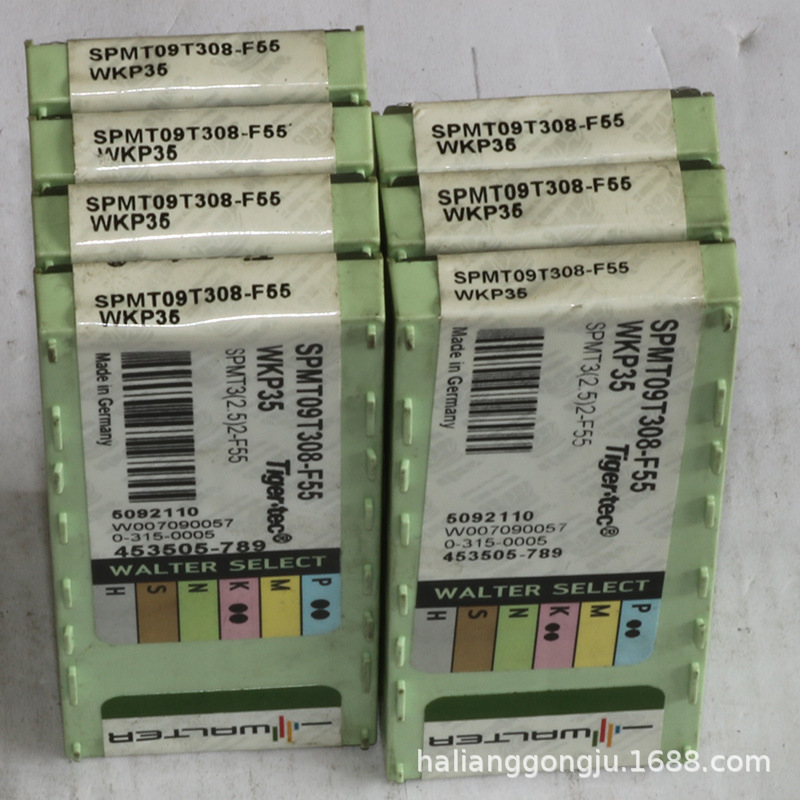 SPMT09T308-F55
WKP35
SPMT09T308-F55
WKP35
SPMT09T308-F55
WKP35
SPMT09T308-F55
WKP35
SPMT09T308-F55
WKP35
SPMT3(2.5)2-F55
Tiger·tec®
Made in Germany
5092110
W007090057
0-315-0005
453505-789
WALTER SELECT
P M K N S H
WALTER
SPMT09T308-F55
WKP35
SPMT09T308-F55
WKP35
SPMT09T308-F55
WKP35
SPMT09T308-F55
WKP35
SPMT3(2.5)2-F55
Tiger·tec®
Made in Germany
5092110
W007090057
0-315-0005
453505-789
WALTER SELECT
P M K N S H
WALTER
halianggongju.1688.com